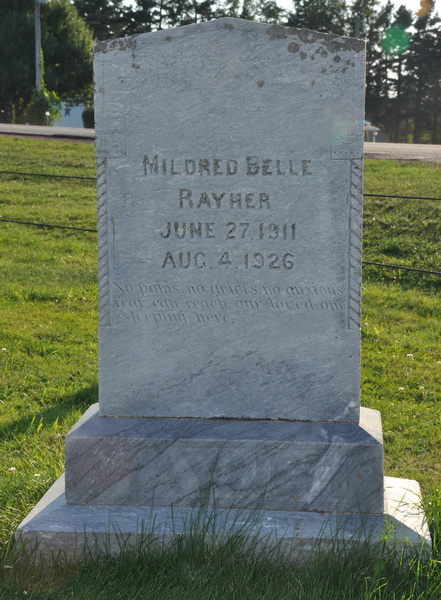 MILDRED BELLE
RAYHER
JUNE 27, 1911
AUG. 4, 1926
No pains, no griefs, no anxious
fear can reach our loved one
sleeping here.